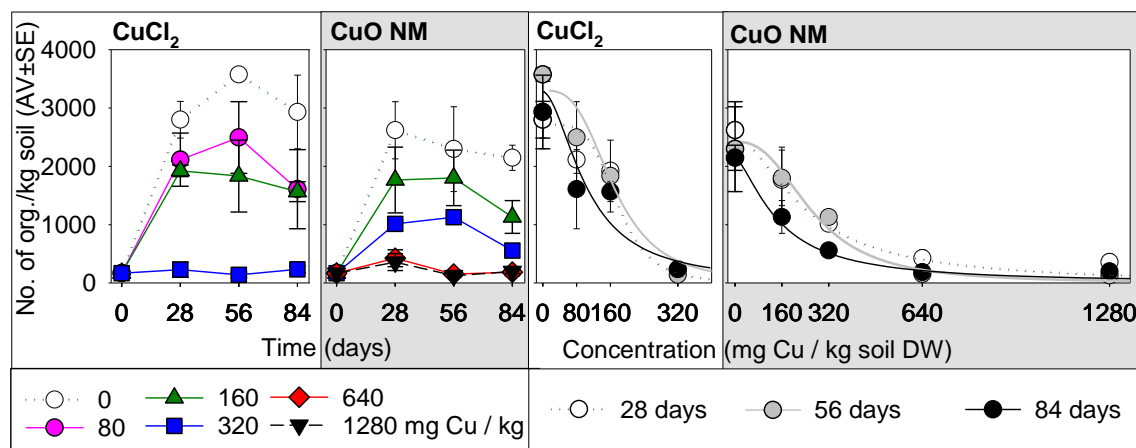 No. of org./kg soil (AV±SE)
CuCl₂
CuO NM
CuCl₂
CuO NM
4000
3000
2000
1000
0
0 28 56 84
0 28 56 84
0 80 160 320
0 160 320 640 1280
Time (days)
Concentration (mg Cu / kg soil DW)
0 160 640
80 320 1280 mg Cu / kg
28 days 56 days 84 days